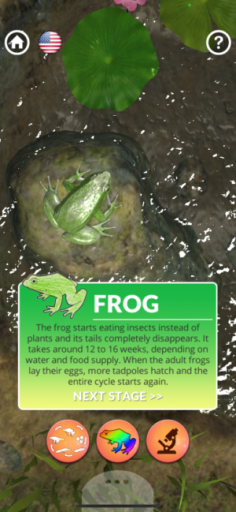 ?
FROG
The frog starts eating insects instead of
plants and its tails completely disappears. It
takes around 12 to 16 weeks, depending on
water and food supply. When the adult frogs
lay their eggs, more tadpoles hatch and the
entire cycle starts again.
NEXT STAGE >>